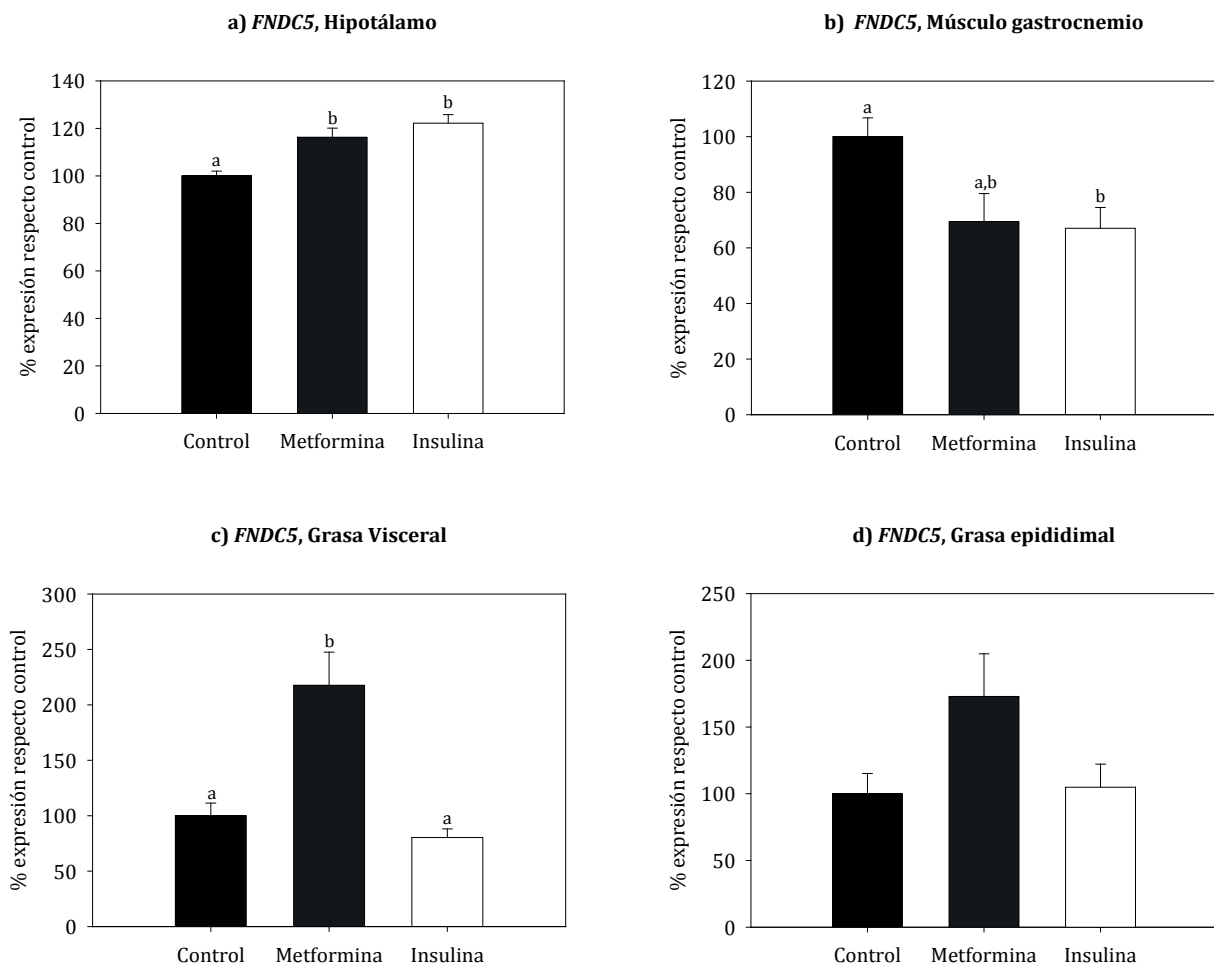 a) FNDC5, Hipotálamo
% expresión respecto control
140
120
100
80
60
40
20
0
a
b
b
Control Metformina Insulina
b) FNDC5, Músculo gastrocnemio
% expresión respecto control
120
100
80
60
40
20
0
a
a,b
b
Control Metformina Insulina
c) FNDC5, Grasa Visceral
% expresión respecto control
300
250
200
150
100
50
0
a
b
a
Control Metformina Insulina
d) FNDC5, Grasa epididimal
% expresión respecto control
250
200
150
100
50
0
Control Metformina Insulina